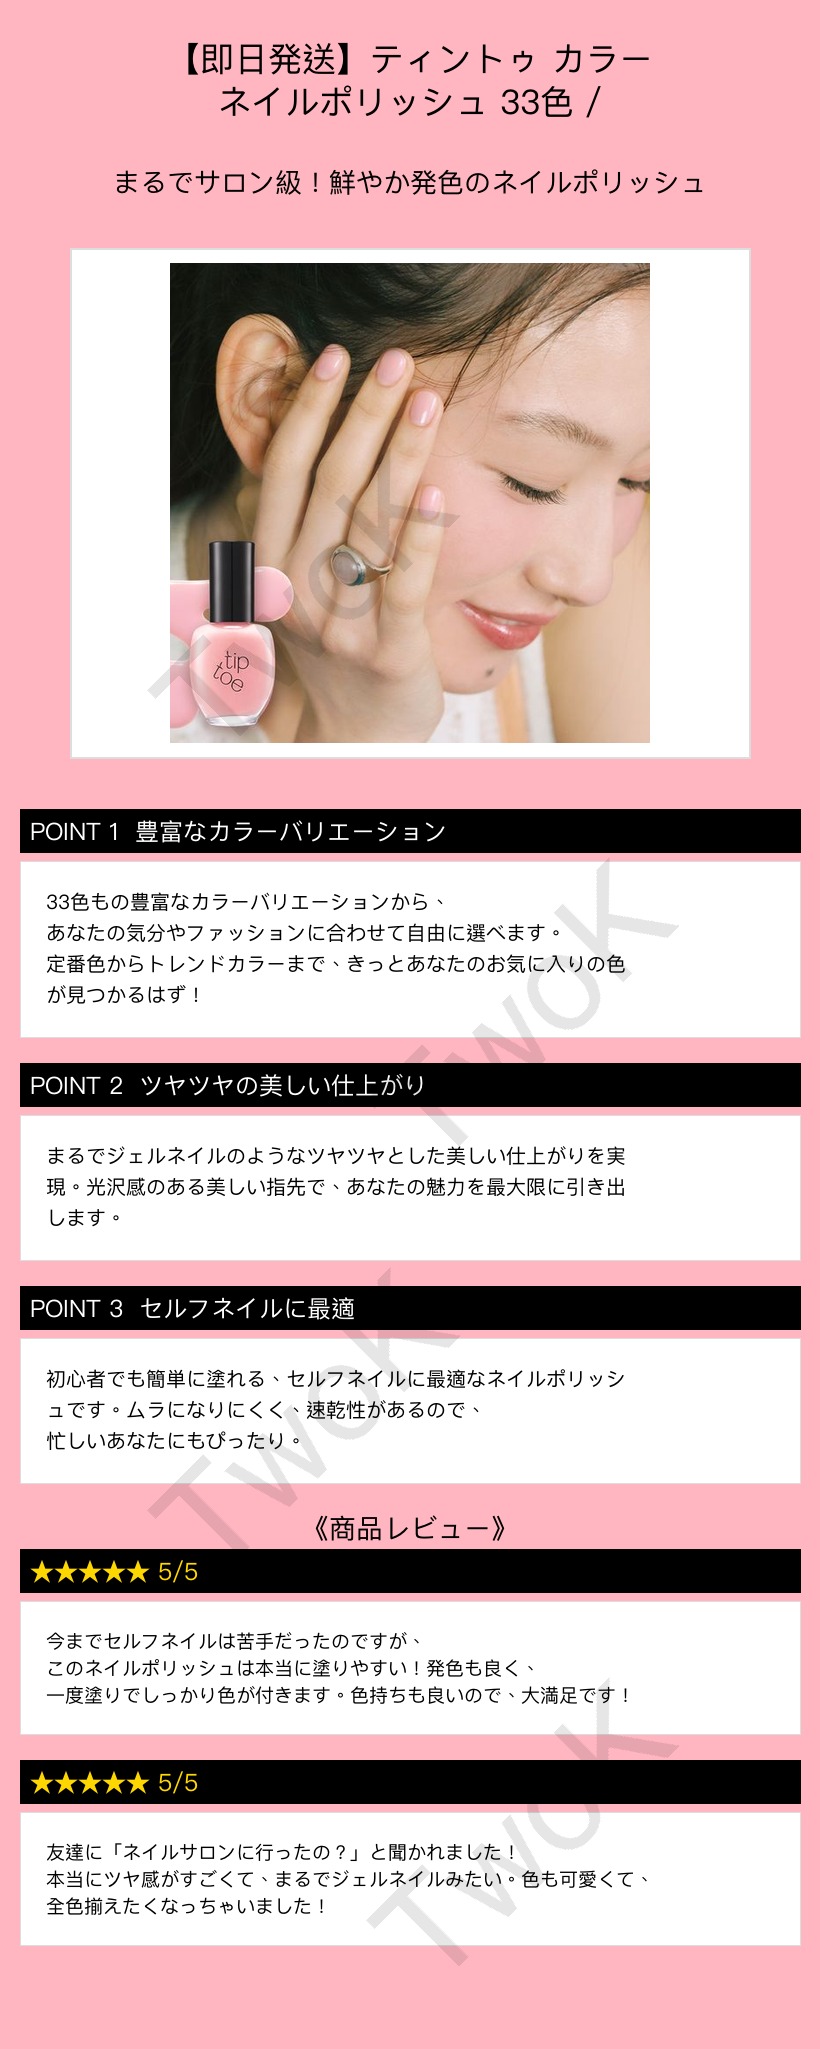 【即日発送】ティントゥ カラー
ネイルポリッシュ 33色 /
まるでサロン級！鮮やか発色のネイルポリッシュ
tip
toe
TwoK
POINT 1 豊富なカラーバリエーション
33色もの豊富なカラーバリエーションから、
あなたの気分やファッションに合わせて自由に選べます。
定番色からトレンドカラーまで、きっとあなたのお気に入りの色
が見つかるはず！
TwoK
POINT 2 ツヤツヤの美しい仕上がり
まるでジェルネイルのようなツヤツヤとした美しい仕上がりを実
現。光沢感のある美しい指先で、あなたの魅力を最大限に引き出
します。
POINT 3 セルフネイルに最適
初心者でも簡単に塗れる、セルフネイルに最適なネイルポリッシ
ュです。ムラになりにくく、速乾性があるので、
忙しいあなたにもぴったり。
TwoK
《商品レビュー》
★★★★★ 5/5
今までセルフネイルは苦手だったのですが、
このネイルポリッシュは本当に塗りやすい！発色も良く、
一度塗りでしっかり色が付きます。色持ちも良いので、大満足です！
★★★★★ 5/5
友達に「ネイルサロンに行ったの？」と聞かれました！
本当にツヤ感がすごくて、まるでジェルネイルみたい。色も可愛くて、
全色揃えたくなっちゃいました！
TwoK